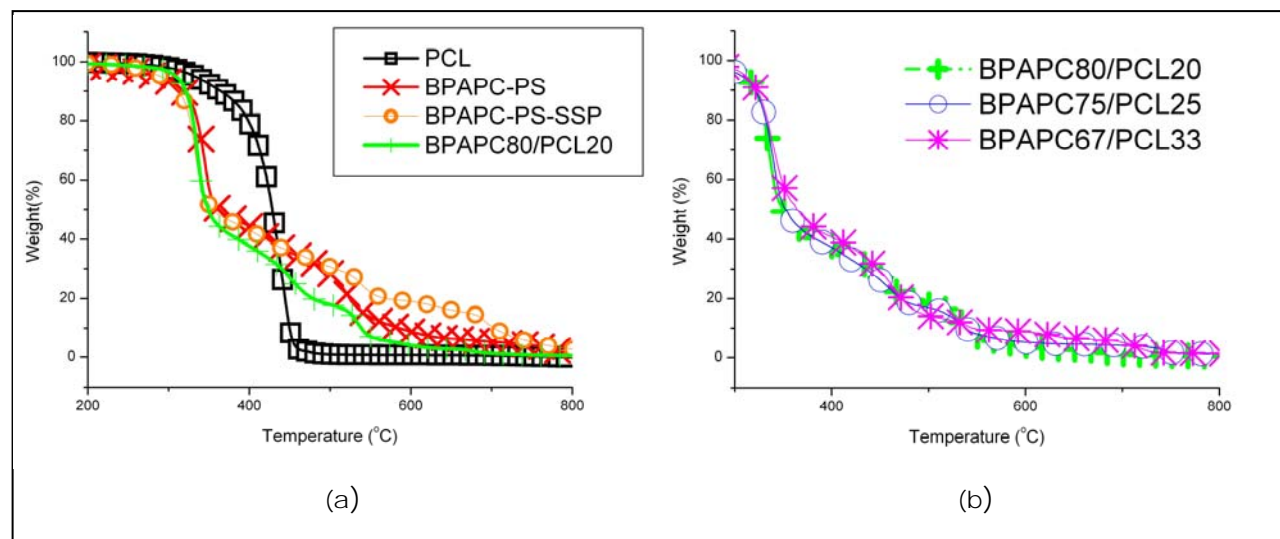 PCL
BPAPC-PS
BPAPC-PS-SSP
BPAPC80/PCL20
Weight(%)
100
80
60
40
20
0
200
400
600
800
Temperature (°C)
(a)
BPAPC80/PCL20
BPAPC75/PCL25
BPAPC67/PCL33
Weight (%)
100
80
60
40
20
0
400
600
800
Temperature (°C)
(b)